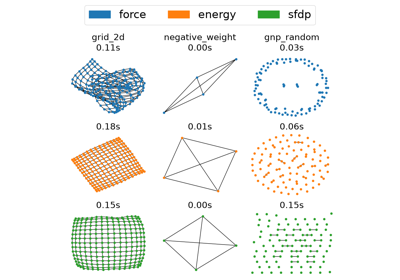 force energy sfdp
grid_2d negative_weight gnp_random
0.11s 0.00s 0.03s
0.18s 0.01s 0.06s
0.15s 0.00s 0.15s